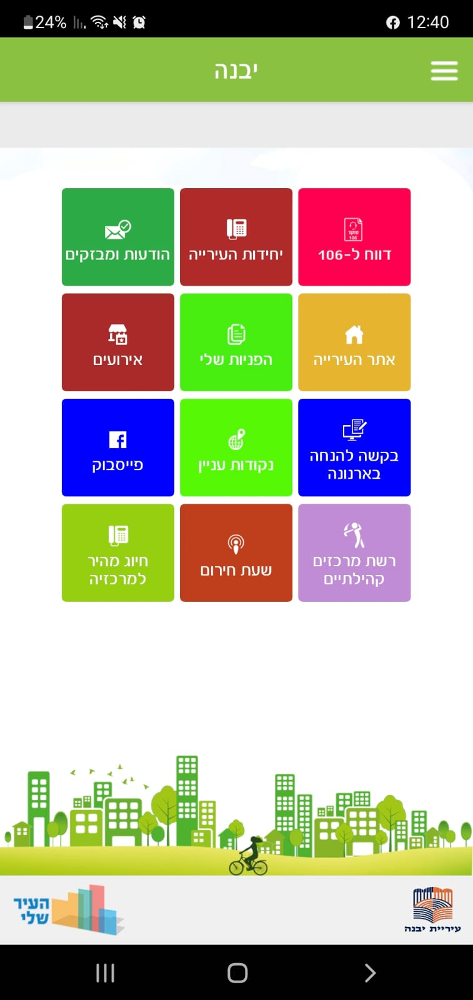 24%
12:40
יבנה
מוקד
106
דווח ל-106
יחידות העירייה
הודעות ומבזקים
אתר העירייה
הפניות שלי
אירועים
בקשה להנחה
בארנונה
נקודות עניין
פייסבוק
רשת מרכזים
קהילתיים
שעת חירום
חיוג מהיר
למרכזיה
עיריית יבנה
העיר
שלי